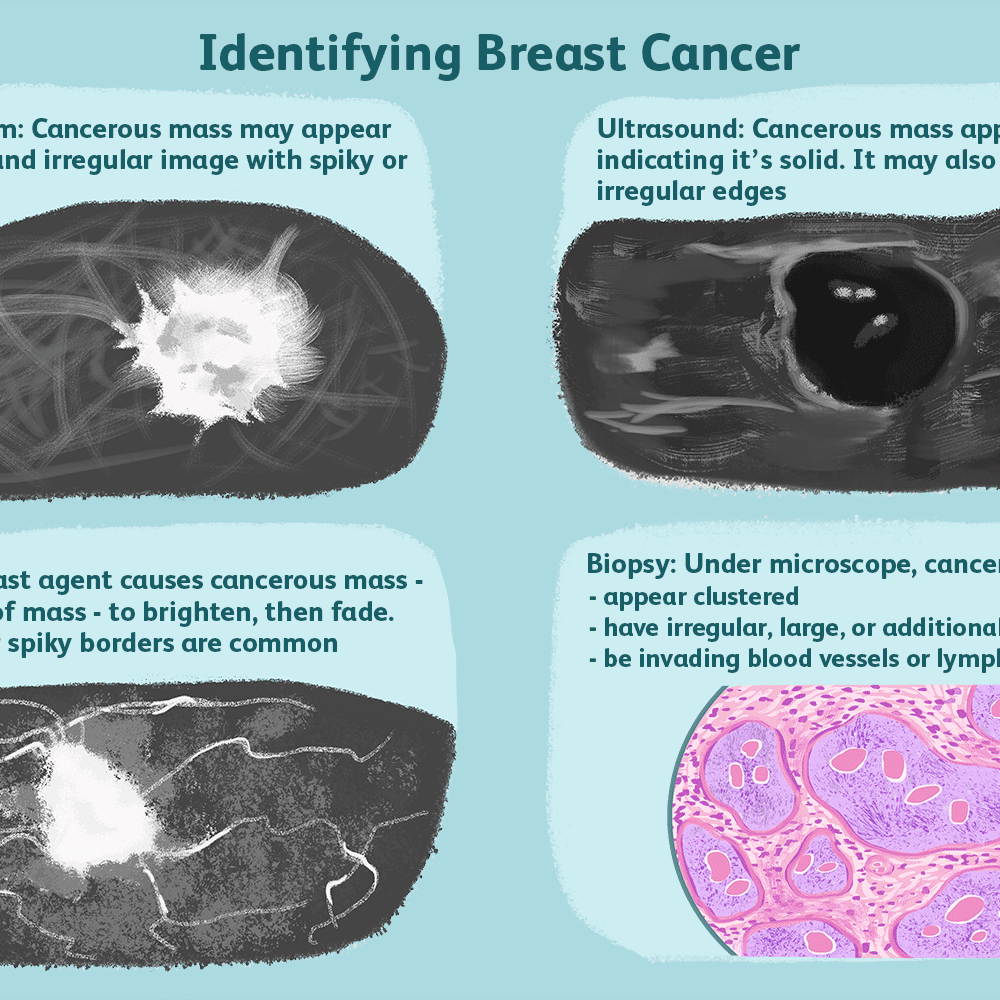 Identifying Breast Cancer
m: Cancerous mass may appear
and irregular image with spiky or
Ultrasound: Cancerous mass app
indicating it’s solid. It may also
irregular edges
ast agent causes cancerous mass -
of mass - to brighten, then fade.
r spiky borders are common
Biopsy: Under microscope, cancer
- appear clustered
- have irregular, large, or additional
- be invading blood vessels or lymph